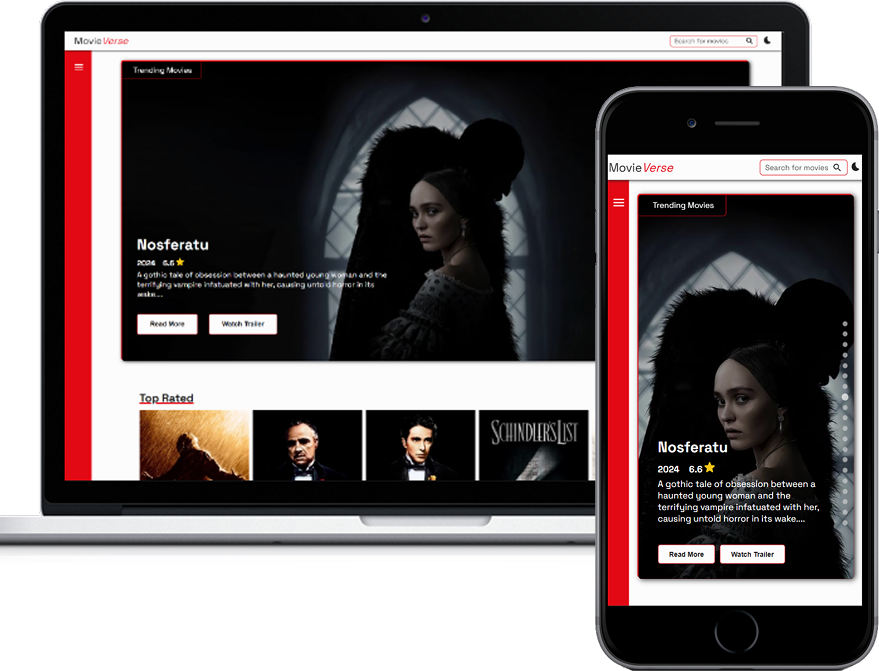 MovieVerse
Search for movies
Trending Movies
Nosferatu
2024 6.6
A gothic tale of obsession between a haunted young woman and the
terrifying vampire infatuated with her, causing untold horror in its
wake....
Read More
Watch Trailer
Top Rated
SCHINDLER'S LIST
MovieVerse
Search for movies
Trending Movies
Nosferatu
2024 6.6
A gothic tale of obsession between a
haunted young woman and the
terrifying vampire infatuated with her,
causing untold horror in its wake....
Read More
Watch Trailer